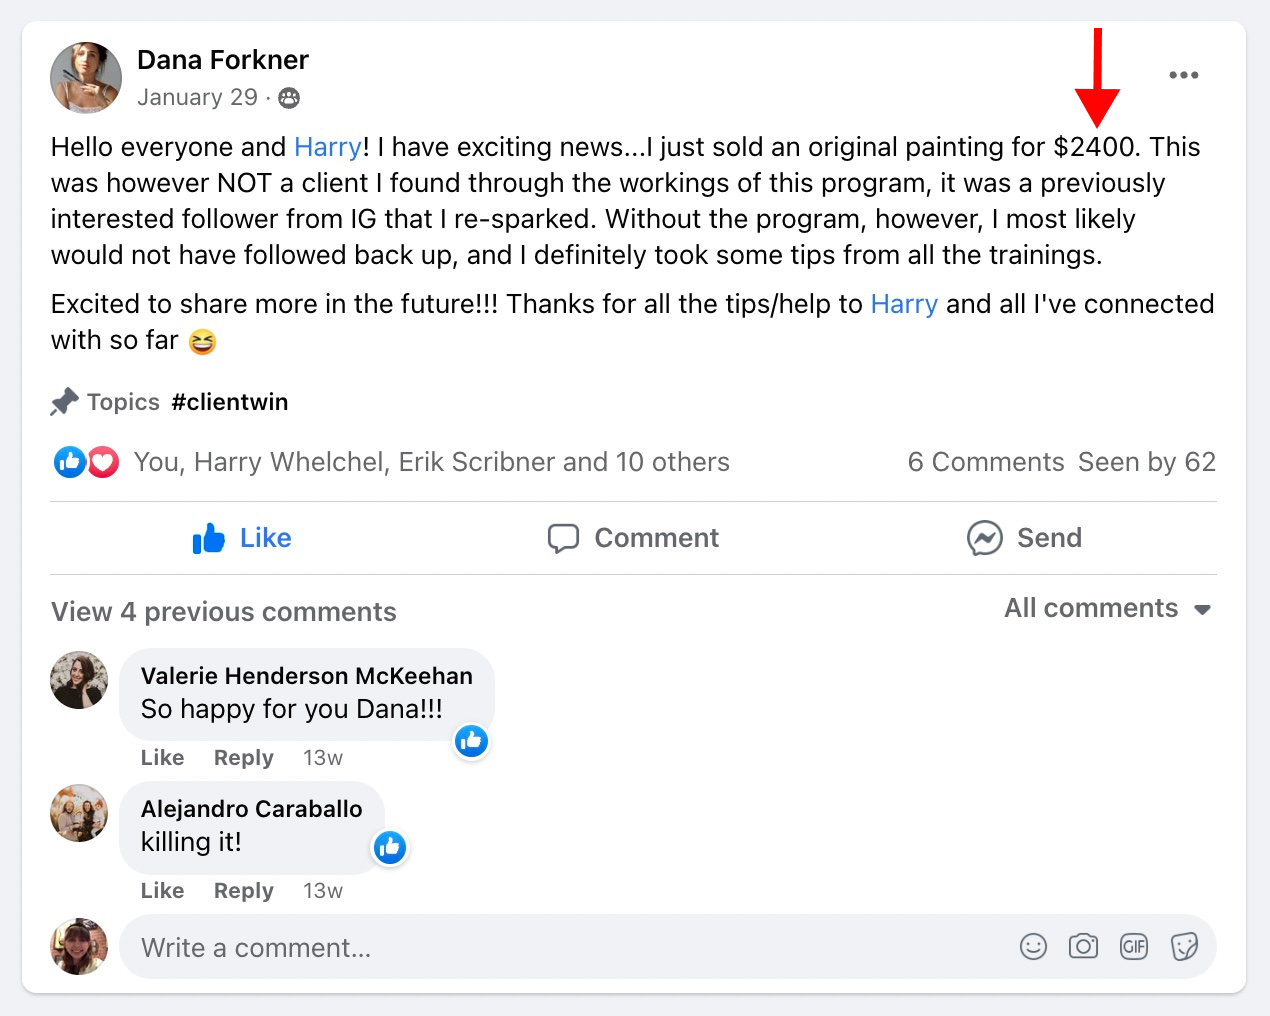 Dana Forkner
January 29 ·
Hello everyone and Harry! I have exciting news...I just sold an original painting for $2400. This
was however NOT a client I found through the workings of this program, it was a previously
interested follower from IG that I re-sparked. Without the program, however, I most likely
would not have followed back up, and I definitely took some tips from all the trainings.
Excited to share more in the future!!! Thanks for all the tips/help to Harry and all I've connected
with so far 😆
Topics #clientwin
You, Harry Whelchel, Erik Scribner and 10 others 6 Comments Seen by 62
Like Comment Send
View 4 previous comments All comments
Valerie Henderson McKeehan
So happy for you Dana!!!
Like Reply 13w
Alejandro Caraballo
killing it!
Like Reply 13w
Write a comment... GIF